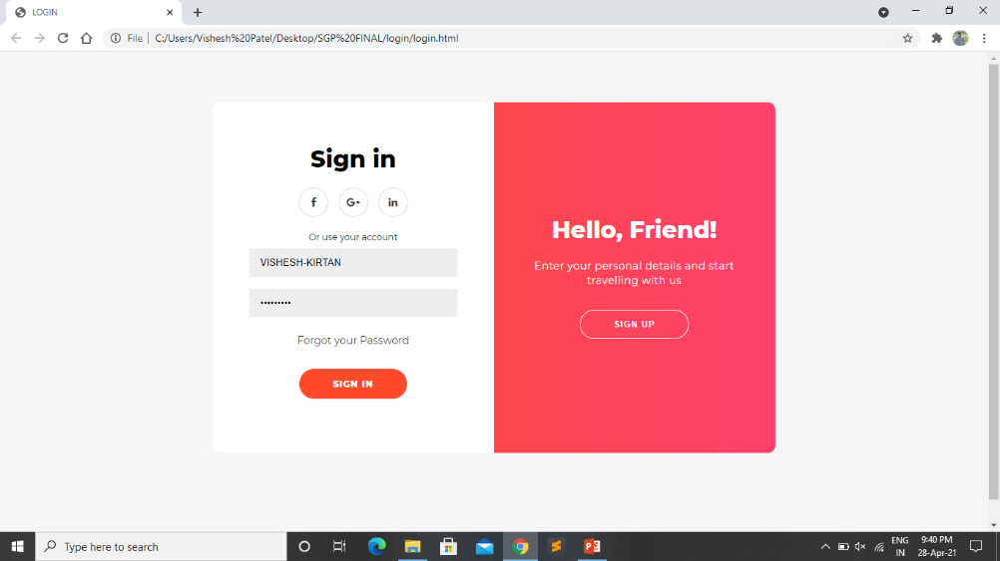 LOGIN
File
C:/Users/Vishesh%20Patel/Desktop/SGP%20FINAL/login/login.html
Sign in
f
G+
in
Or use your account
VISHESH-KIRTAN
•••••••••
Forgot your Password
SIGN IN
Hello, Friend!
Enter your personal details and start
travelling with us
SIGN UP
Type here to search
ENG
IN
9:40 PM
28-Apr-21